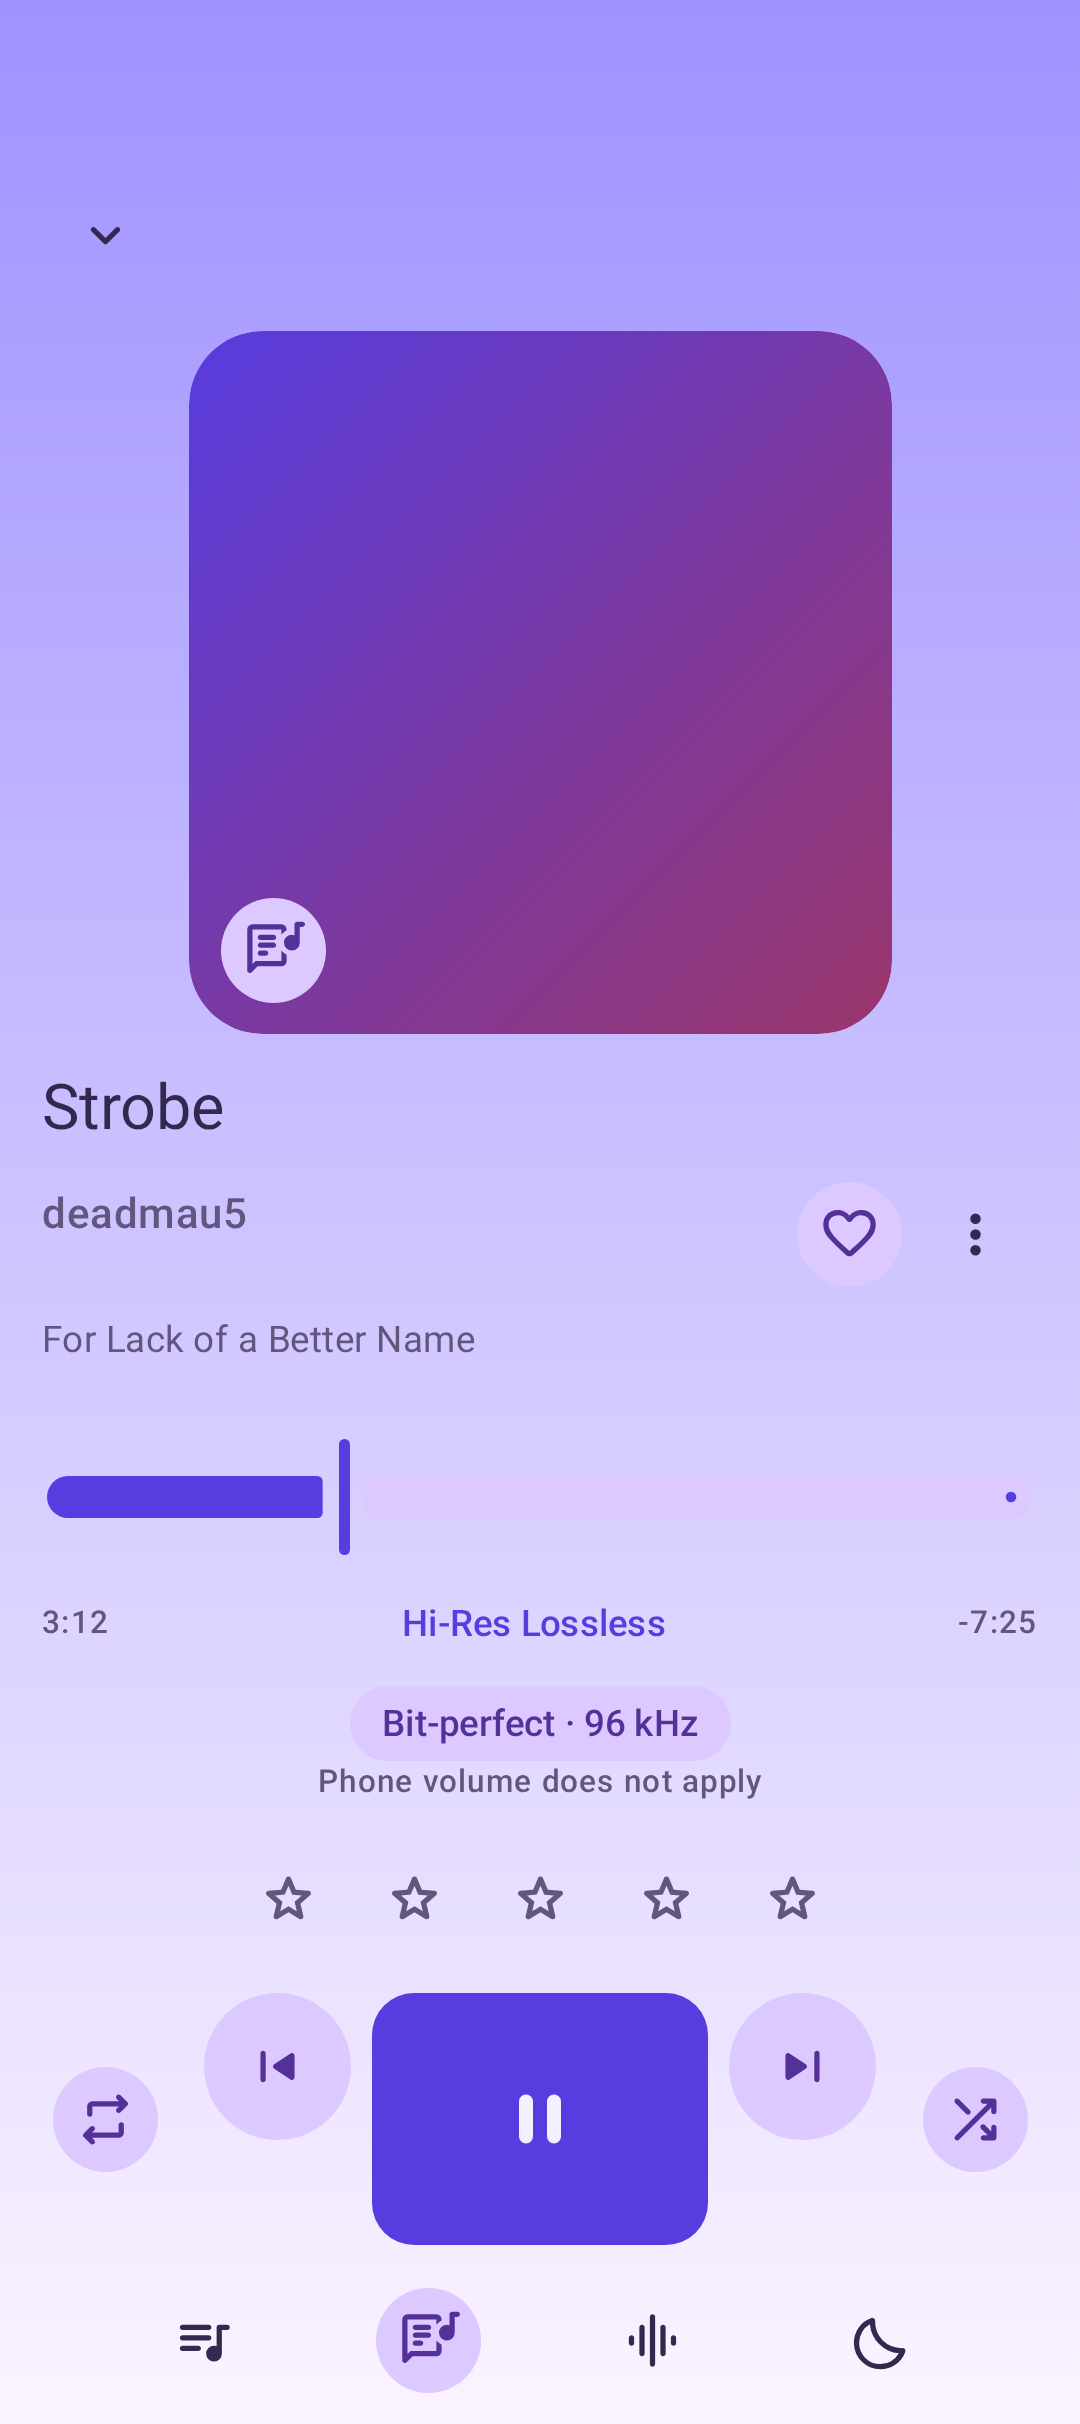 Strobe
deadmau5
For Lack of a Better Name
3:12
Hi-Res Lossless
-7:25
Bit-perfect · 96 kHz
Phone volume does not apply